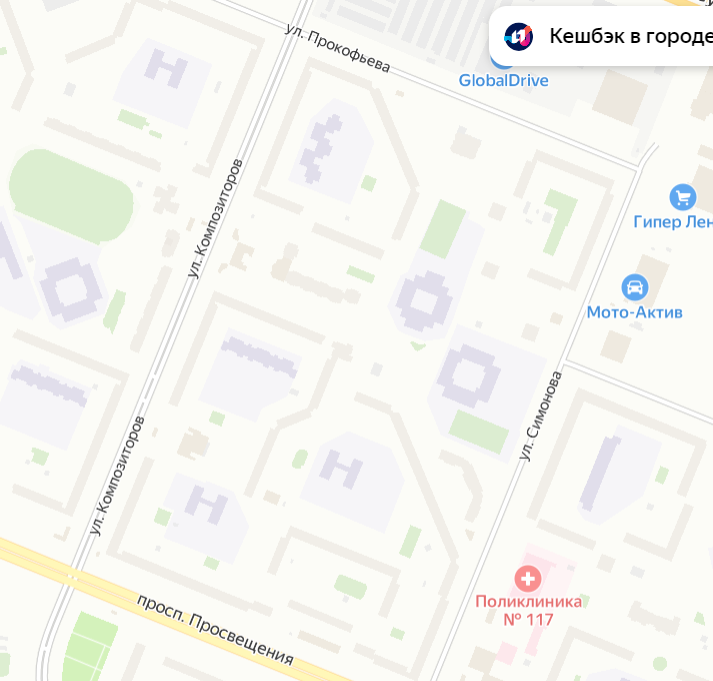 ул. Прокофьева
Кешбэк в городе
GlobalDrive
ул. Композиторов
Гипер Лен
Мото-Актив
ул. Симонова
ул. Композиторов
Поликлиника
№ 117
просп. Просвещения